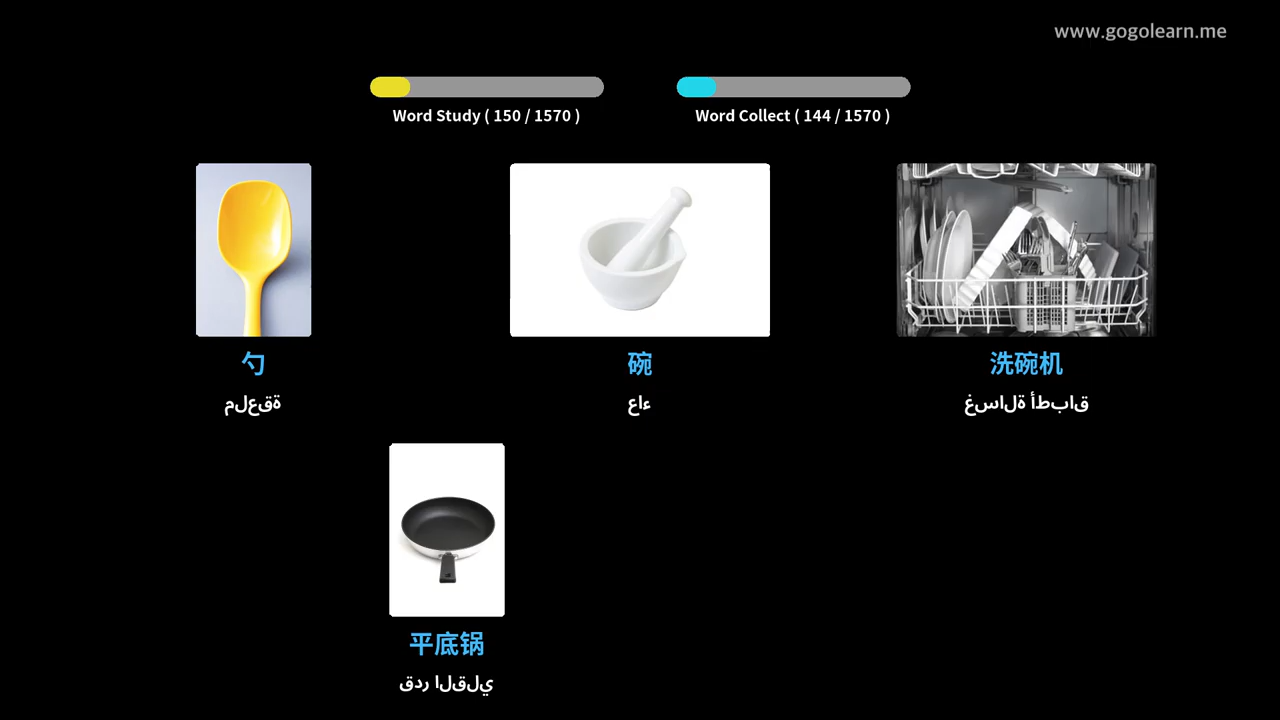 www.gogolearn.me
Word Study ( 150 / 1570 )
Word Collect ( 144 / 1570 )
勺
ملعقة
碗
عاء
洗碗机
غسالة أطباق
平底锅
قدر القلي